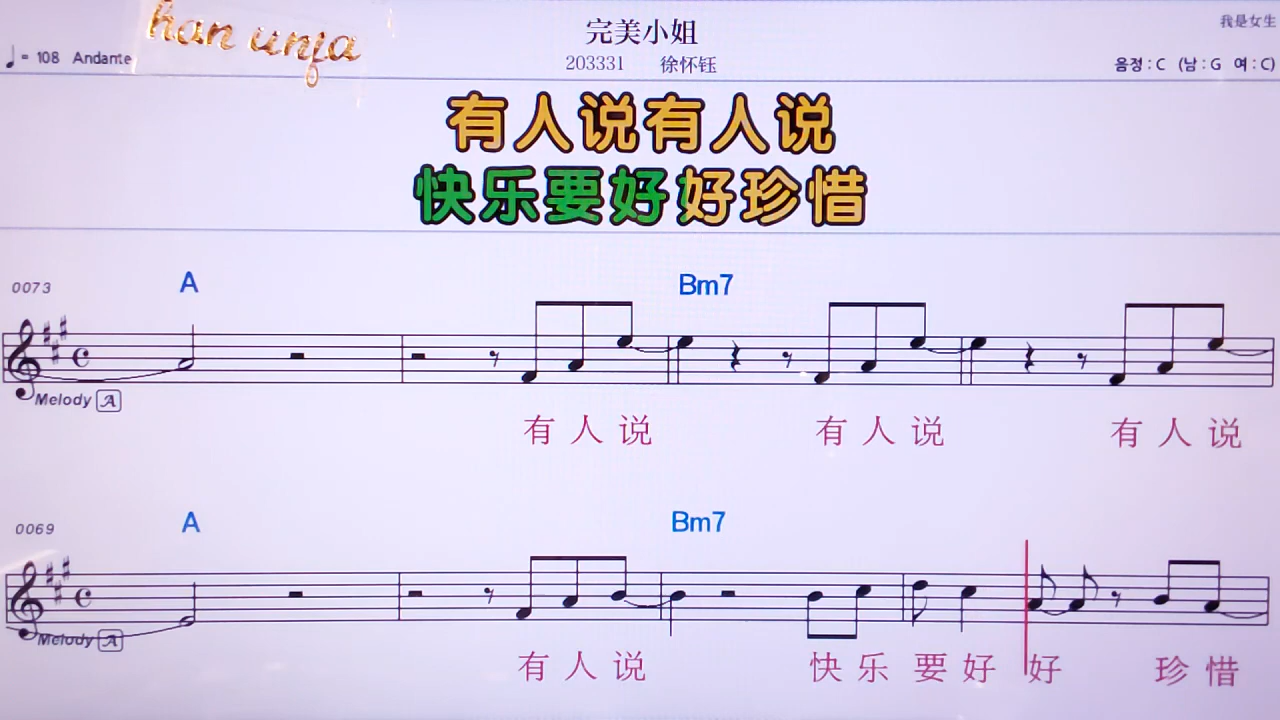 han unja
完美小姐
我是女生
♩= 108 Andante
203331 徐怀钰
음정 : C (남 : G 여 : C)
有人说有人说
快乐要好好珍惜
0073 A Bm7
Melody A
有人说 有人说 有人说
0069 A Bm7
Melody A
有人说 快乐要好好 珍惜